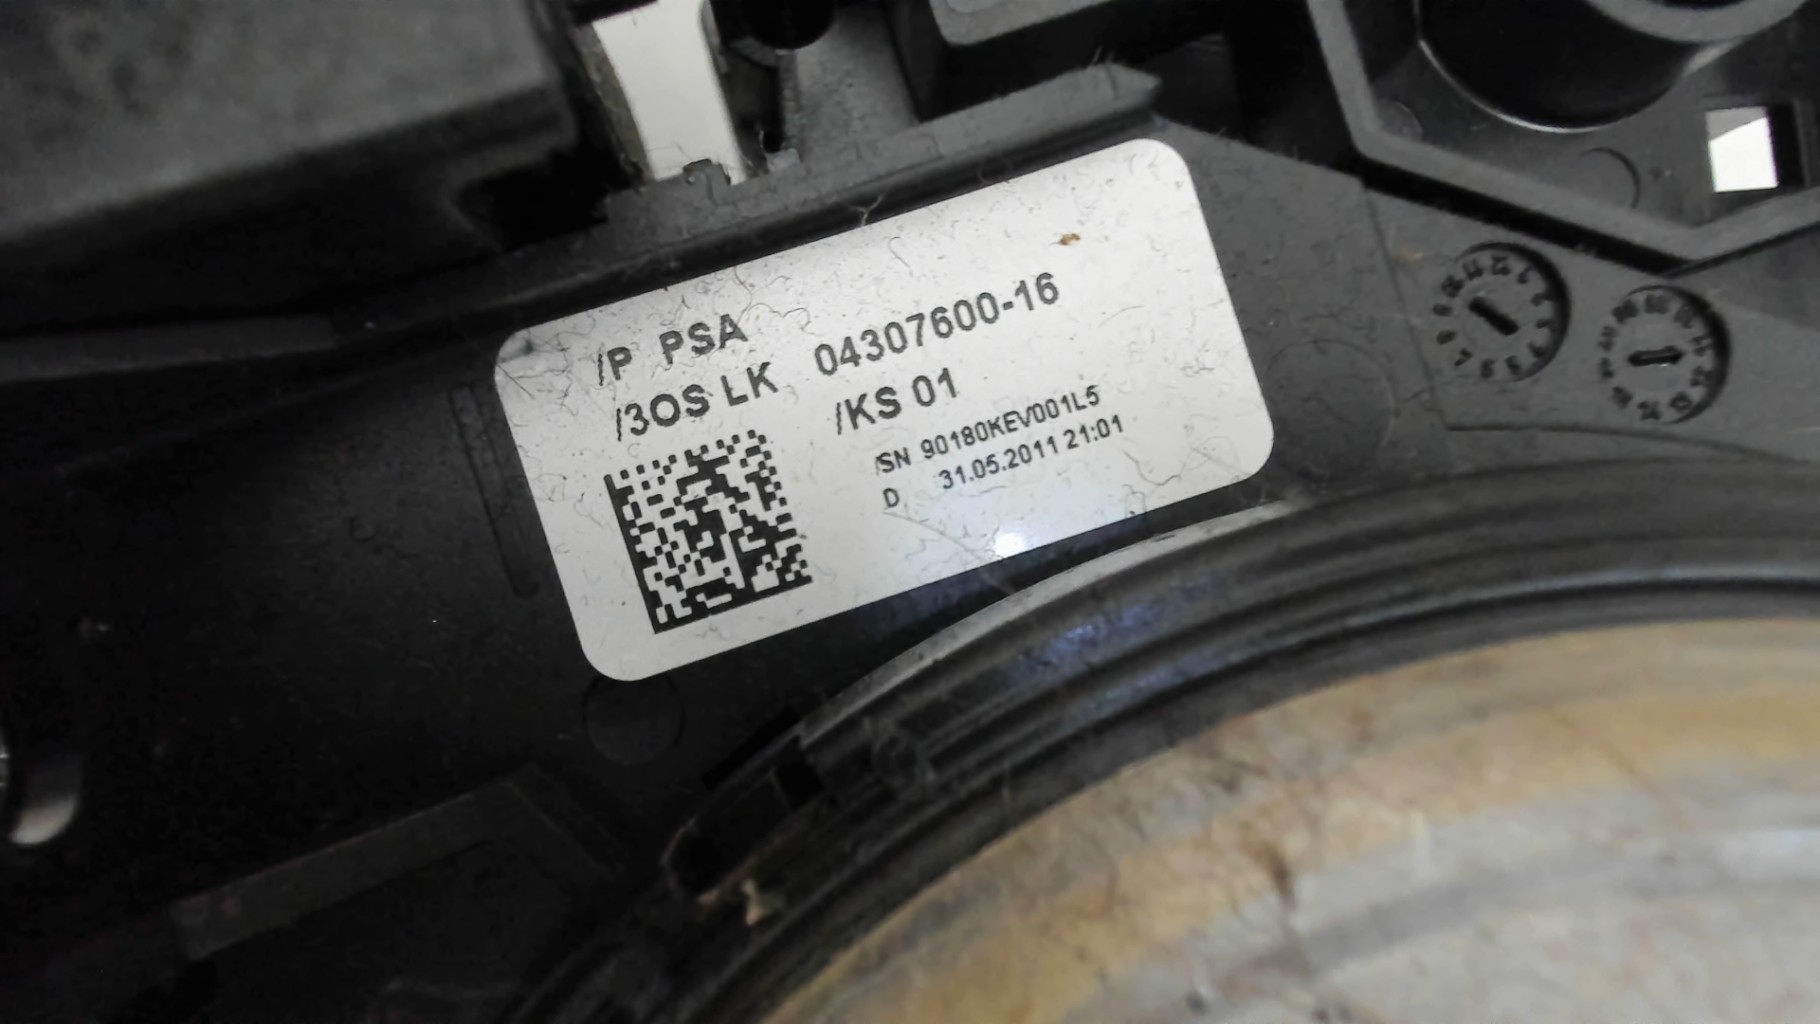 /P PSA
/3OS LK 04307600-16
/KS 01
/SN 90180KEV001L5
D 31.05.2011 21:01